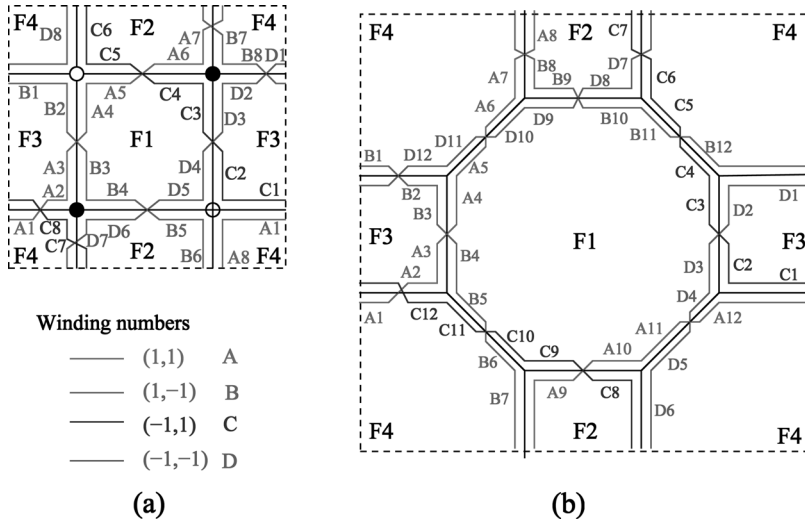 F4
D8
C6
F2
A7
B7
F4
C5
A6
B8
D1
B1
A5
C4
D2
B2
A4
C3
D3
F3
F1
F3
A3
B3
D4
C2
A2
B4
D5
C1
A1
C8
D6
B5
A1
F4
C7
D7
F2
B6
A8
F4
Winding numbers
(1,1) A
(1,−1) B
(−1,1) C
(−1,−1) D
(a)
F4
A8
F2
C7
F4
A7
B8
B9
D8
D7
C6
A6
D9
B10
C5
D11
D10
B11
B12
B1
D12
A5
C4
D1
B2
A4
C3
D2
B3
F3
F1
F3
A3
B4
D3
C2
A2
C1
B5
D4
A1
C12
C11
C10
A11
A12
B6
C9
A10
D5
B7
A9
C8
D6
F4
F2
F4
(b)